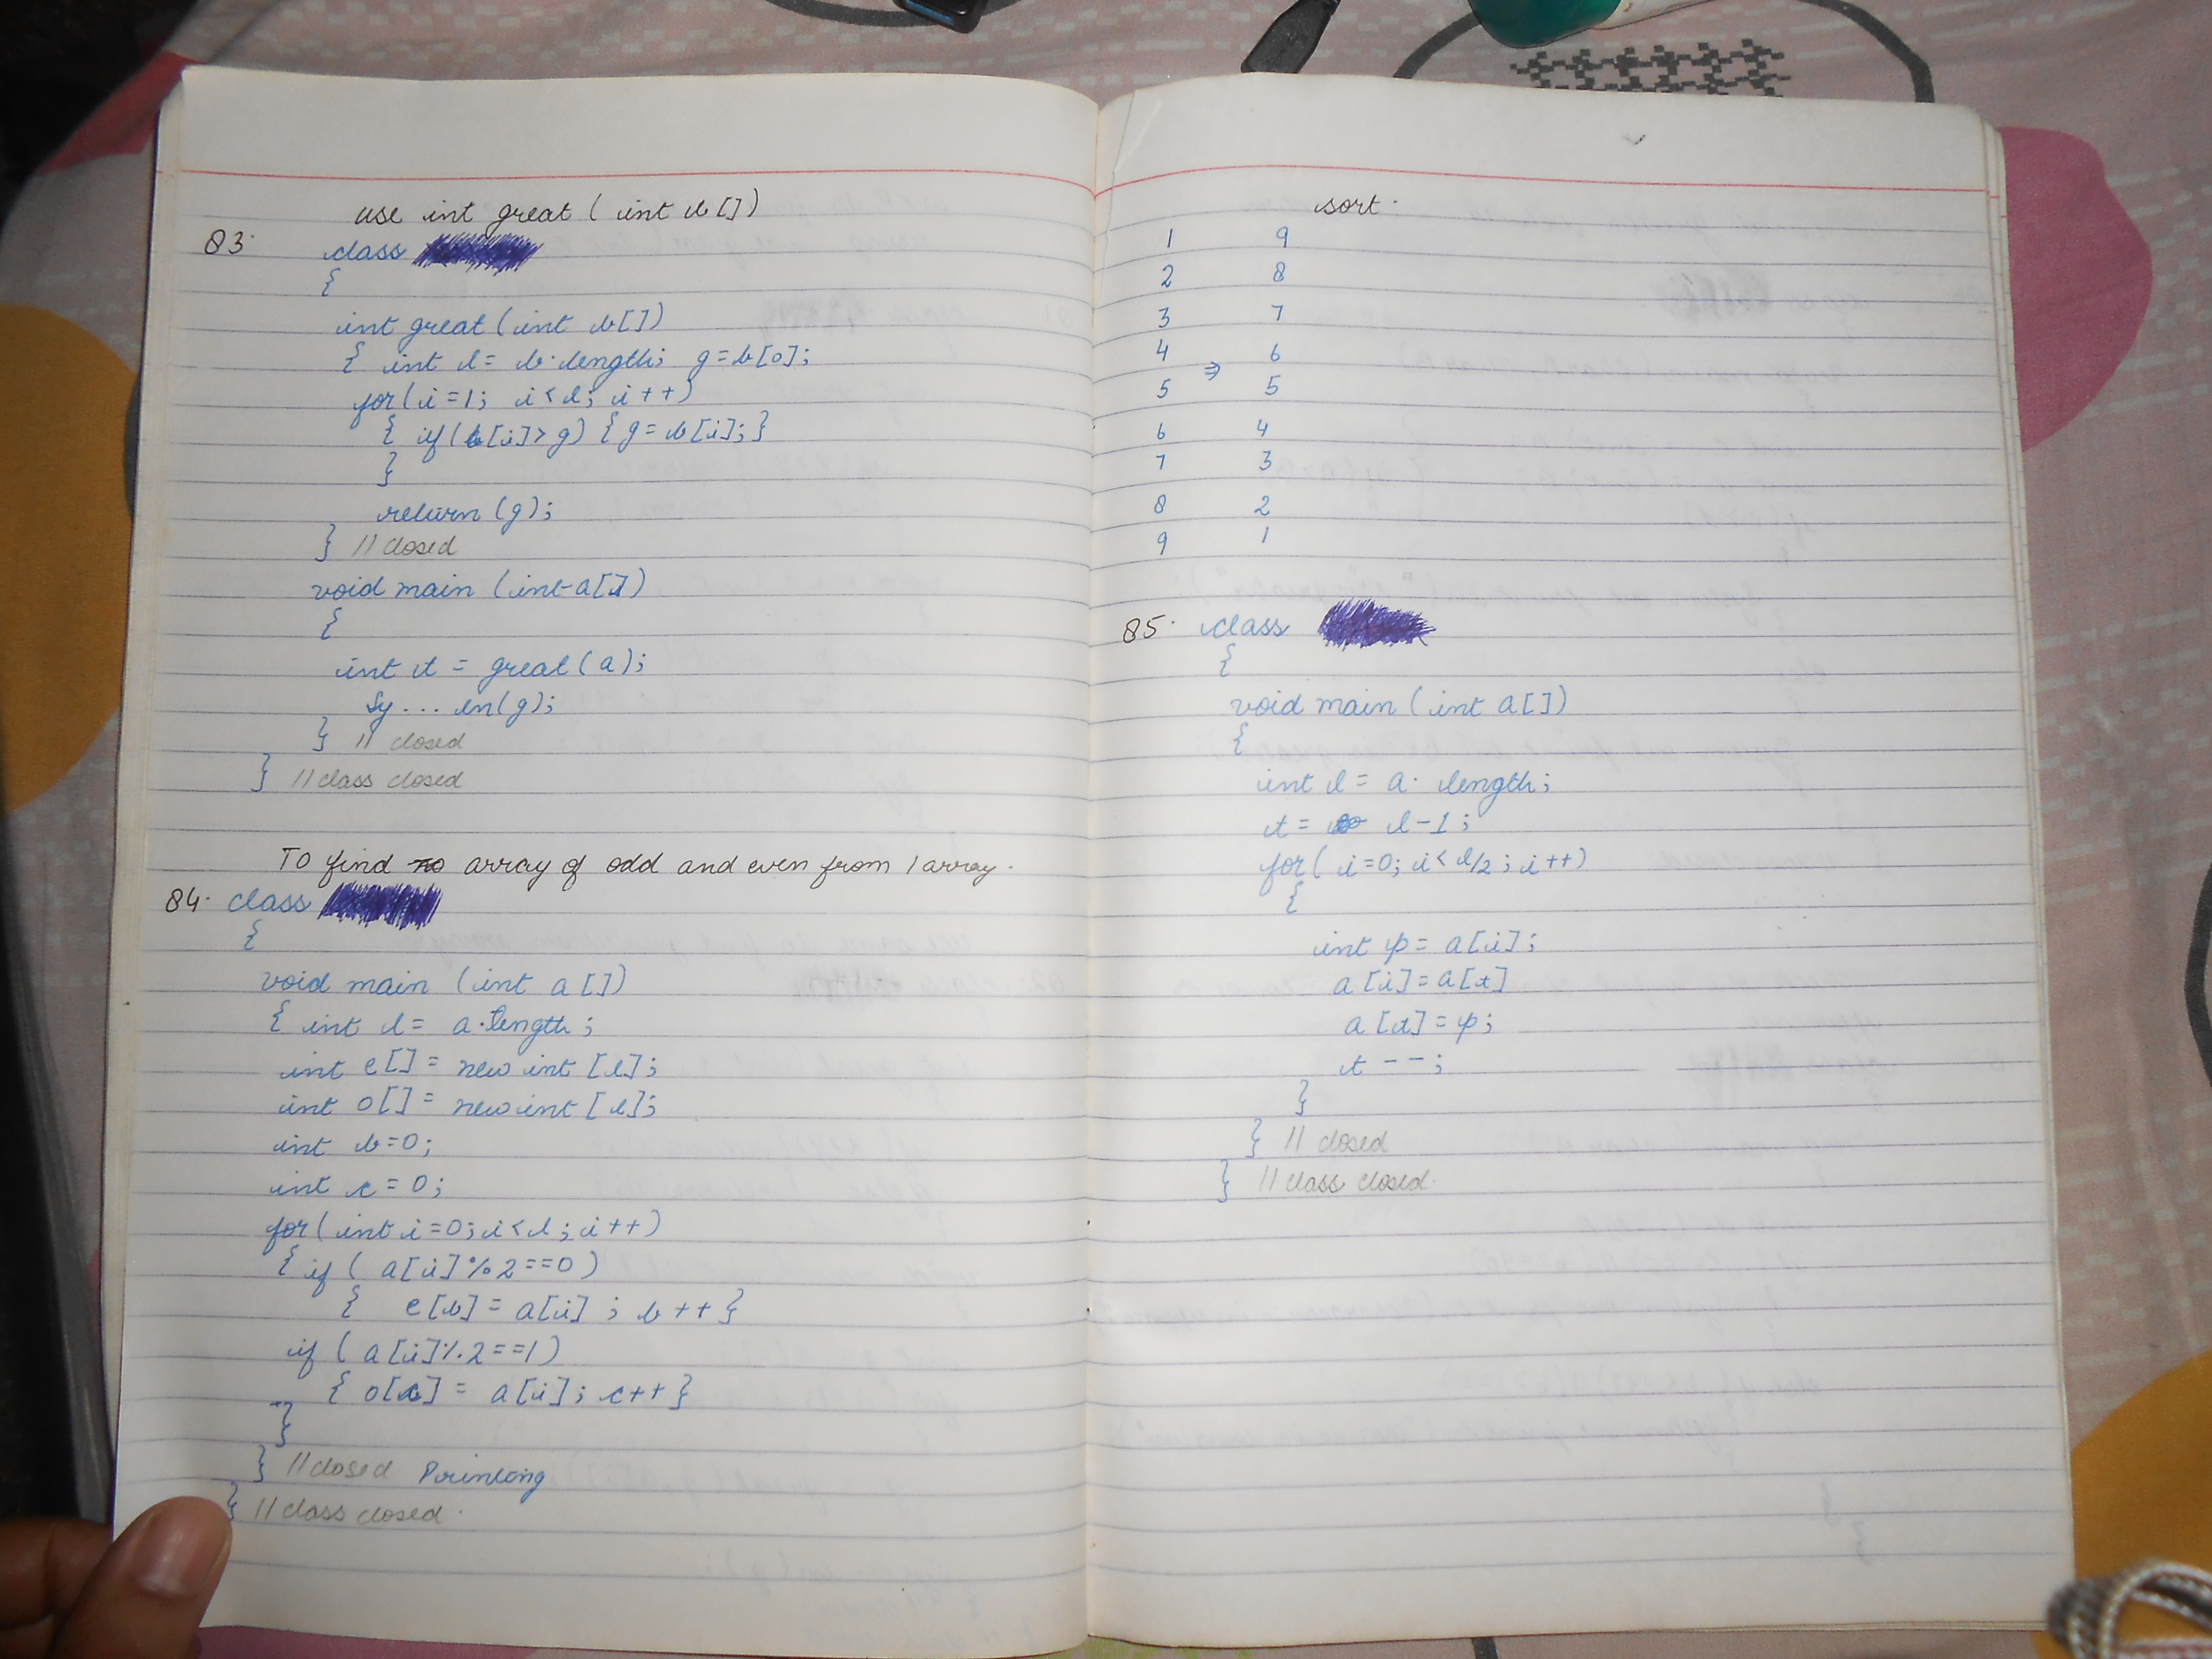 use int great ( int b[])
83. class
{
int great (int b[])
{ int l = b.length; g=b[0];
for(i=1; i<l; i++)
{ if(b[i]>g) {g=b[i];}
}
return (g);
} //closed
void main (int a[])
{
int t = great(a);
Sy... ln(g);
} // closed
} //class closed
To find array of odd and even from 1 array.
84. class
{
void main (int a[])
{ int l = a.length;
int e[] = new int [l];
int o[] = new int [l];
int b=0;
int c=0;
for(int i=0; i<l; i++)
{ if ( a[i]%2==0)
{ e[b] = a[i] ; b++}
if ( a[i]%2==1)
{ o[c] = a[i]; c++}
}
} //closed Printing
} //class closed.
sort.
1 9
2 8
3 7
4 6
5 ⇒ 5
6 4
7 3
8 2
9 1
85. class
{
void main (int a[])
{
int l = a.length;
t = l-1;
for( i=0; i<l/2; i++)
{
int p = a[i];
a[i]=a[t]
a[t]=p;
t--;
}
} // closed
} //class closed.